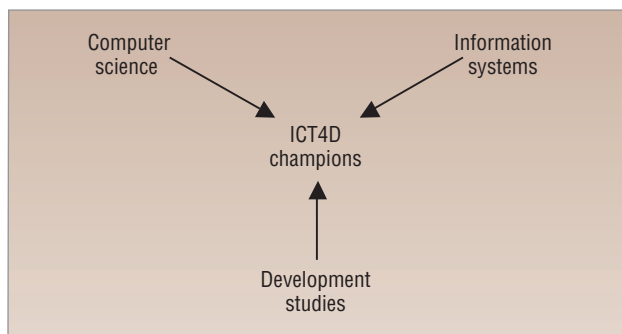 Computer
science
Information
systems
ICT4D
champions
Development
studies